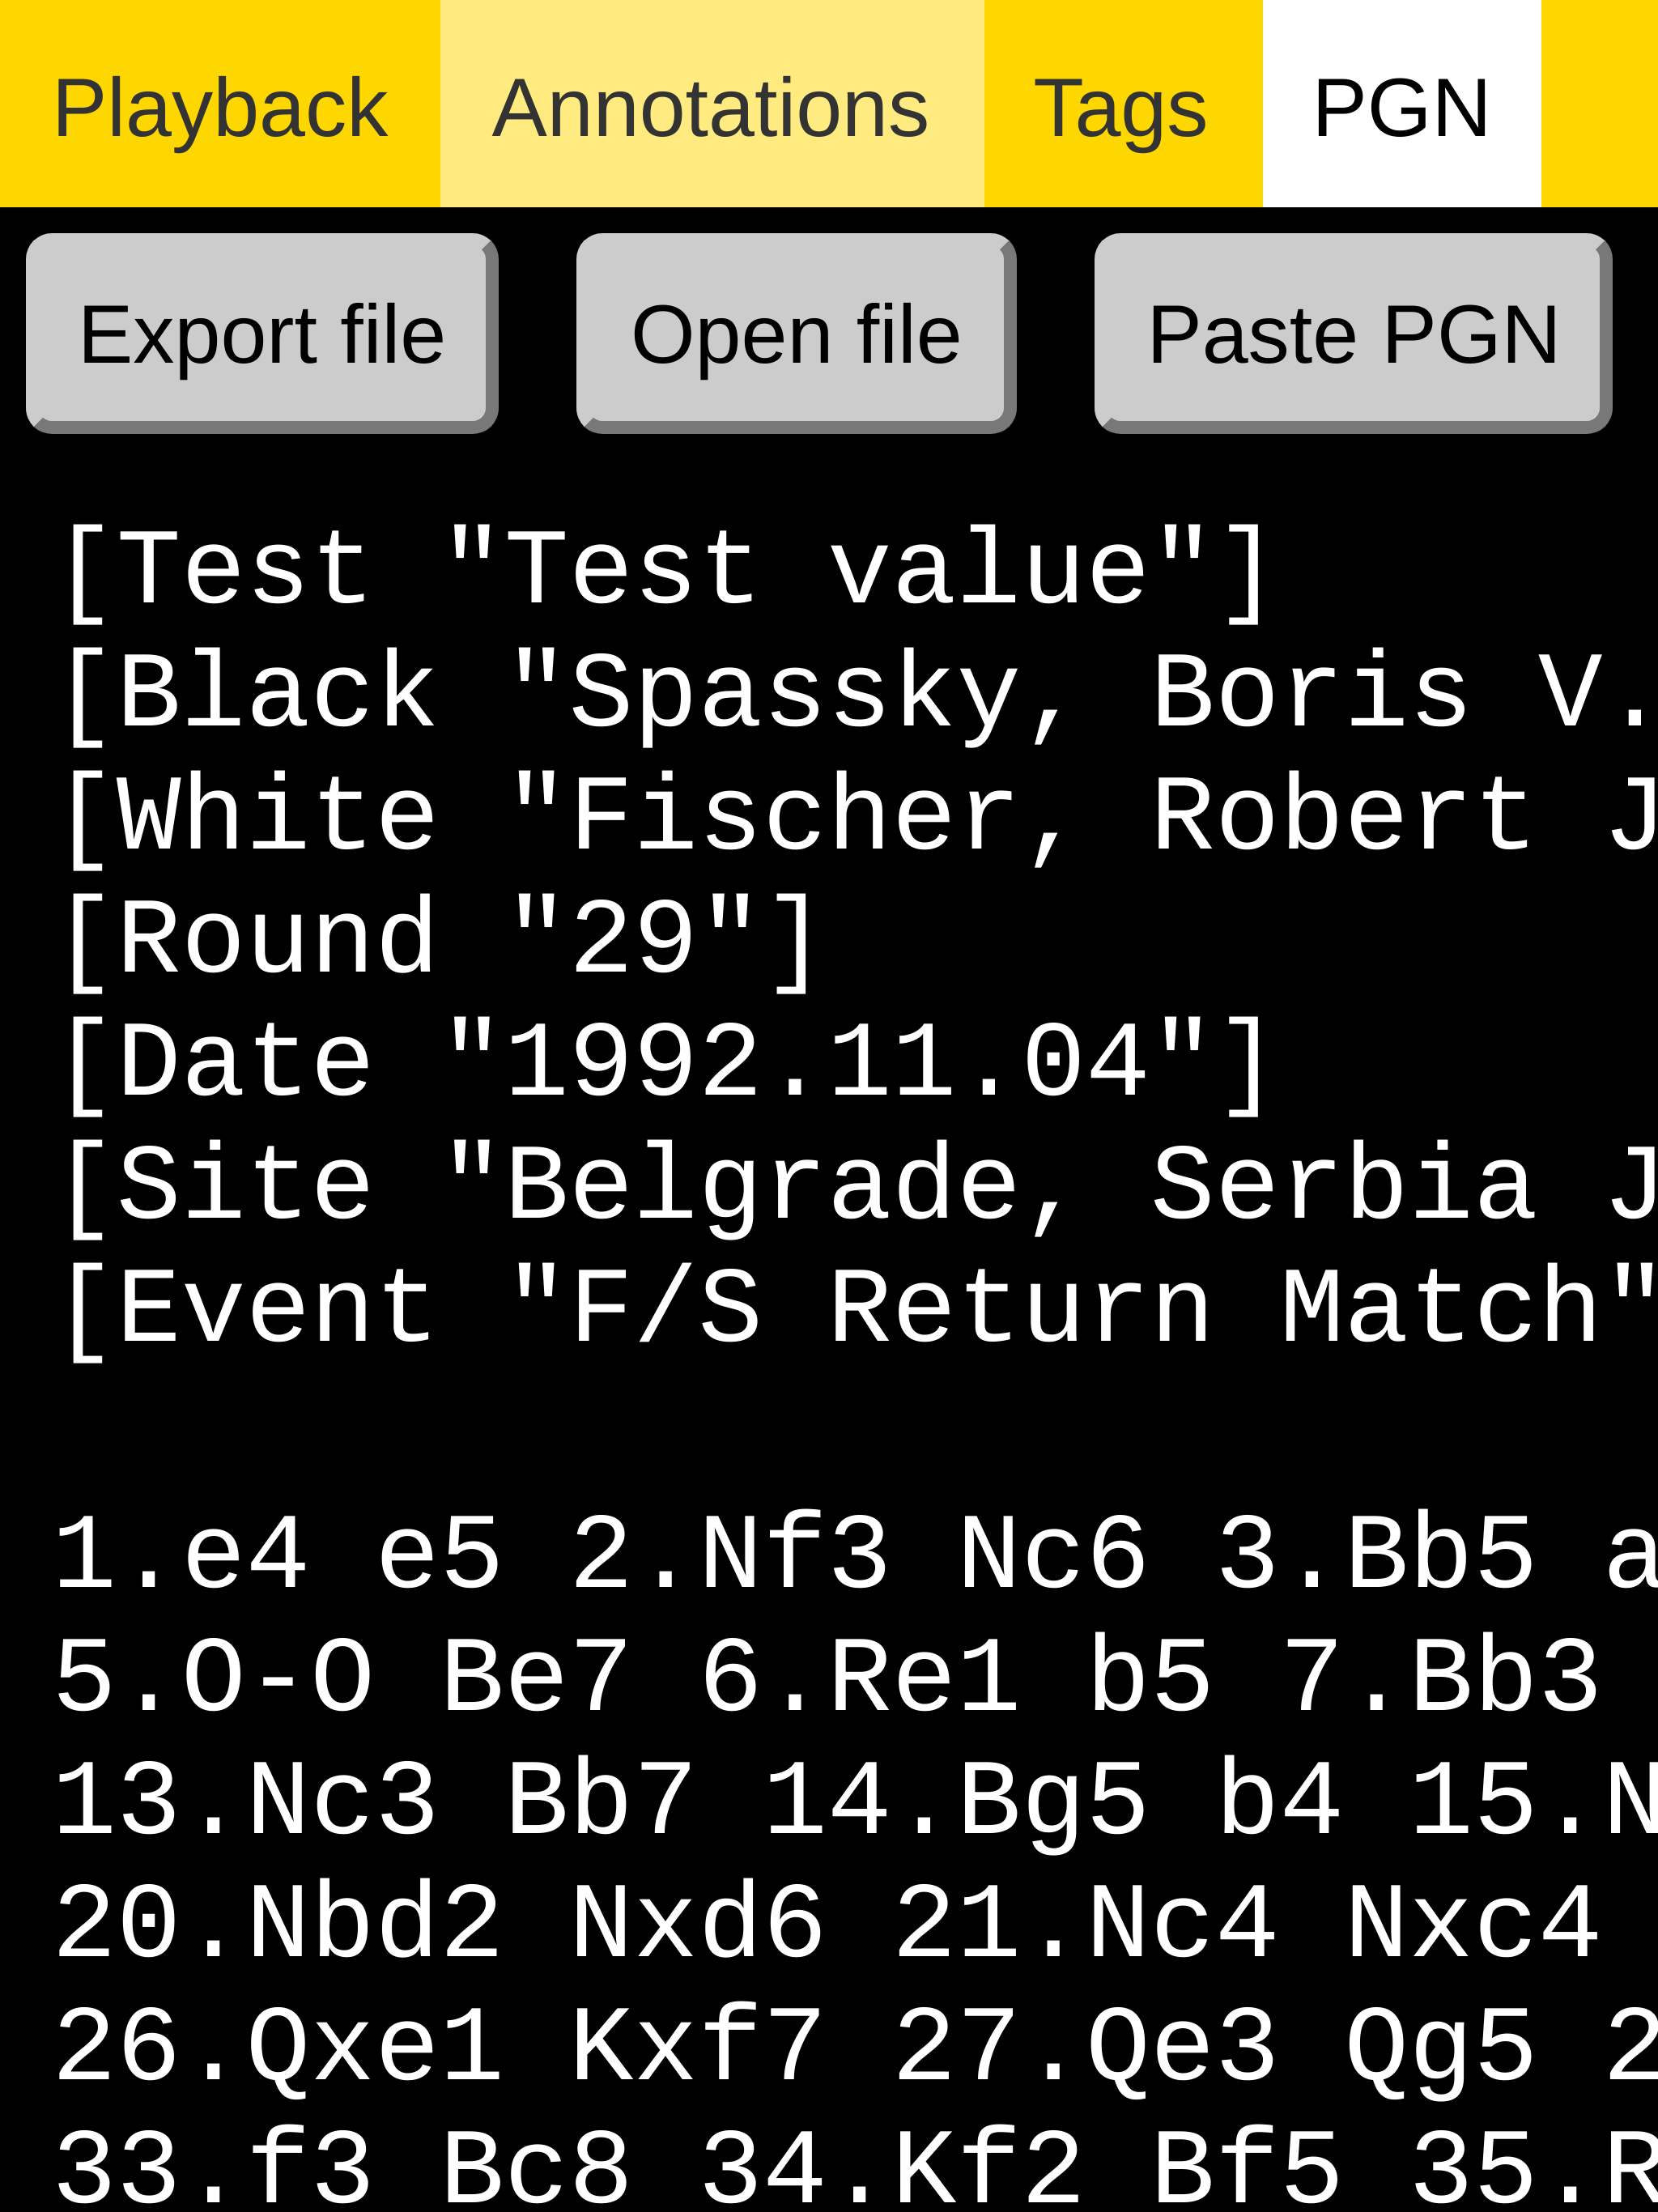 Playback Annotations Tags PGN
Export file Open file Paste PGN
[Test "Test value"]
[Black "Spassky, Boris V.
[White "Fischer, Robert J
[Round "29"]
[Date "1992.11.04"]
[Site "Belgrade, Serbia J
[Event "F/S Return Match"
1.e4 e5 2.Nf3 Nc6 3.Bb5 a
5.O-O Be7 6.Re1 b5 7.Bb3
13.Nc3 Bb7 14.Bg5 b4 15.N
20.Nbd2 Nxd6 21.Nc4 Nxc4
26.Qxe1 Kxf7 27.Qe3 Qg5 2
33.f3 Bc8 34.Kf2 Bf5 35.R